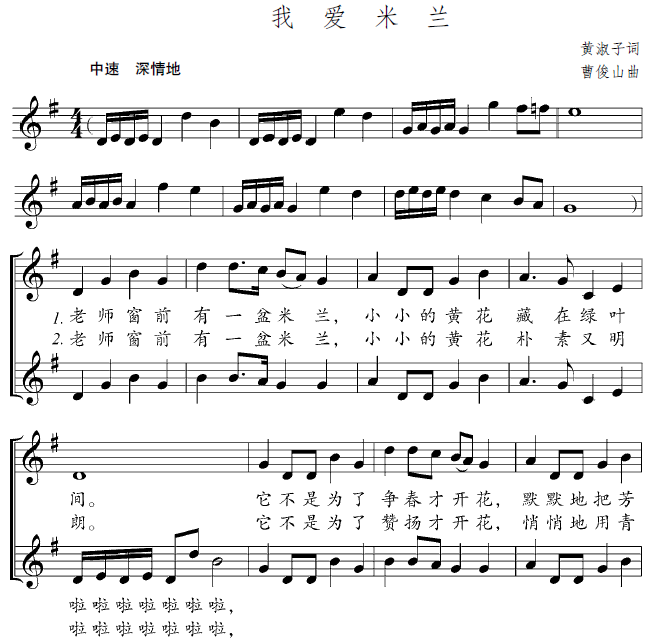 我 爱 米 兰
黄淑子词
中速 深情地
曹俊山曲
4
4
1.老师窗前 有一盆米兰，小小的黄花 藏在绿叶
2.老师窗前 有一盆米兰，小小的黄花 朴素又明
间。 它不是为了 争春才开花，默默地把芳
朗。 它不是为了 赞扬才开花，悄悄地用青
啦啦啦啦啦啦啦，
啦啦啦啦啦啦啦，